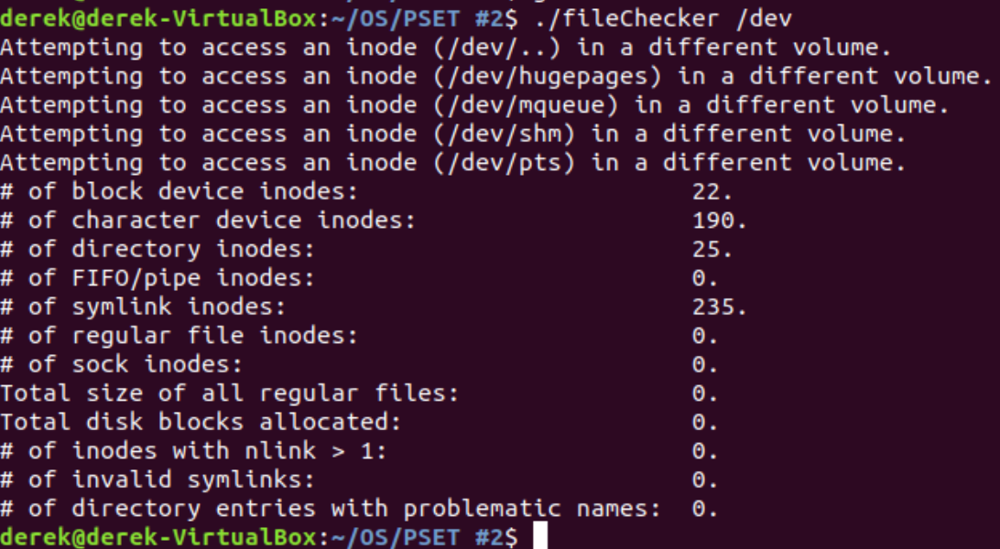 derek@derek-VirtualBox:~/OS/PSET #2$ ./fileChecker /dev
Attempting to access an inode (/dev/..) in a different volume.
Attempting to access an inode (/dev/hugepages) in a different volume.
Attempting to access an inode (/dev/mqueue) in a different volume.
Attempting to access an inode (/dev/shm) in a different volume.
Attempting to access an inode (/dev/pts) in a different volume.
# of block device inodes: 22.
# of character device inodes: 190.
# of directory inodes: 25.
# of FIFO/pipe inodes: 0.
# of symlink inodes: 235.
# of regular file inodes: 0.
# of sock inodes: 0.
Total size of all regular files: 0.
Total disk blocks allocated: 0.
# of inodes with nlink > 1: 0.
# of invalid symlinks: 0.
# of directory entries with problematic names: 0.
derek@derek-VirtualBox:~/OS/PSET #2$